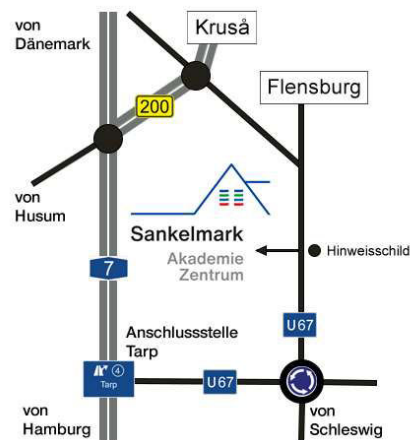 von
Dänemark
Kruså
Flensburg
200
von
Husum
Sankelmark
Akademie
Zentrum
Hinweisschild
7
U67
Anschlussstelle
Tarp
4
Tarp
U67
von
Hamburg
von
Schleswig